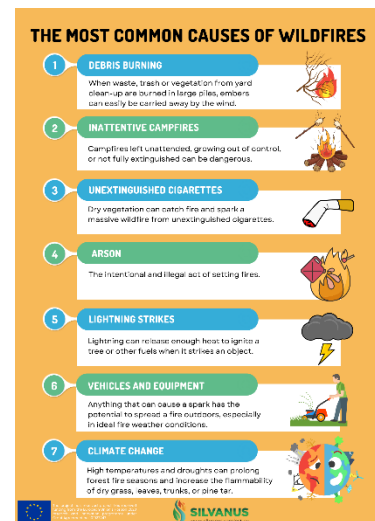 THE MOST COMMON CAUSES OF WILDFIRES
1
DEBRIS BURNING
When waste, trash or vegetation from yard
clean-up are burned in large piles, embers
can easily be carried away by the wind.
2
INATTENTIVE CAMPFIRES
Campfires left unattended, growing out of control,
or not fully extinguished can be dangerous.
3
UNEXTINGUISHED CIGARETTES
Dry vegetation can catch fire and spark a
massive wildfire from unextinguished cigarettes.
4
ARSON
The intentional and illegal act of setting fires.
5
LIGHTNING STRIKES
Lightning can release enough heat to ignite a
tree or other fuels when it strikes an object.
6
VEHICLES AND EQUIPMENT
Anything that can cause a spark has the
potential to spread a fire outdoors, especially
in ideal fire weather conditions.
7
CLIMATE CHANGE
High temperatures and droughts can prolong
forest fire seasons and increase the flammability
of dry grass, leaves, trunks, or pine tar.
SILVANUS